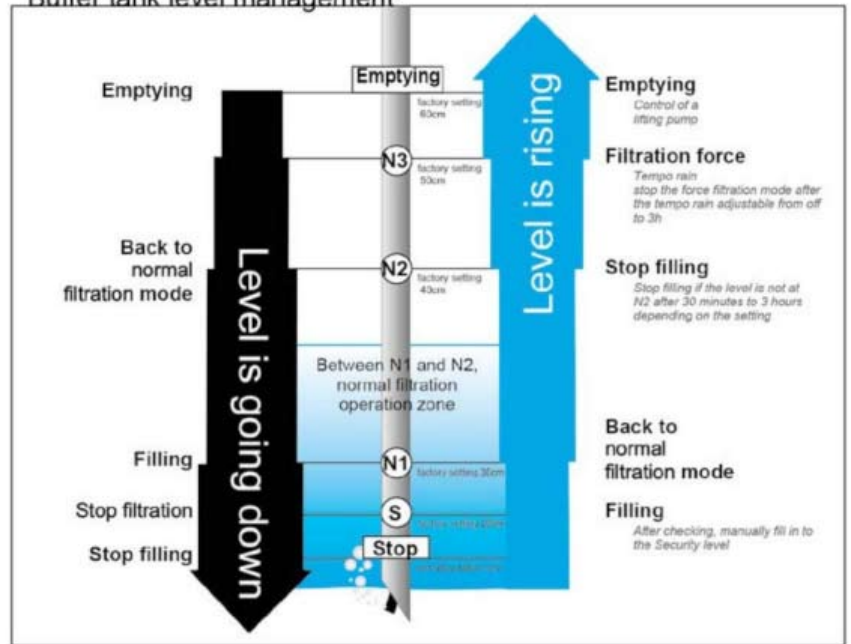 Buffer tank level management
Emptying
Back to
normal
filtration mode
Filling
Stop filtration
Stop filling
Level is going down
Emptying
factory setting
60cm
N3
factory setting
50cm
N2
factory setting
40cm
Between N1 and N2,
normal filtration
operation zone
N1
factory setting 30cm
S
Stop
Level is rising
Emptying
Control of a
lifting pump
Filtration force
Tempo rain
stop the force filtration mode after
the tempo rain adjustable from off
to 3h
Stop filling
Stop filling if the level is not at
N2 after 30 minutes to 3 hours
depending on the setting
Back to
normal
filtration mode
Filling
After checking, manually fill in to
the Security level